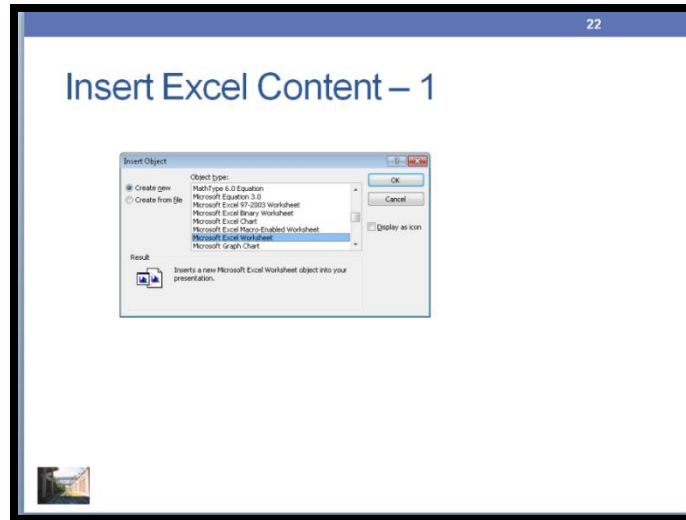 22
Insert Excel Content – 1
Insert Object
Object type:
Create new
Create from file
MathType 6.0 Equation
Microsoft Equation 3.0
Microsoft Excel 97-2003 Worksheet
Microsoft Excel Binary Worksheet
Microsoft Excel Chart
Microsoft Excel Macro-Enabled Worksheet
Microsoft Excel Worksheet
Microsoft Graph Chart
OK
Cancel
Display as icon
Result
Inserts a new Microsoft Excel Worksheet object into your
presentation.